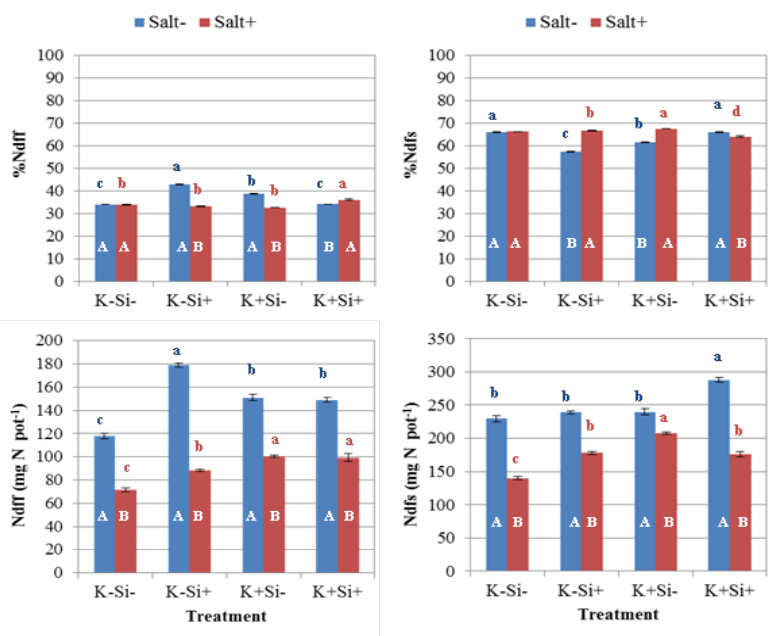 Salt- Salt+
%Ndff
100
90
80
70
60
50
40
30
20
10
0
c b a b b b c a
A A A B A B B A
K-Si- K-Si+ K+Si- K+Si+
Salt- Salt+
%Ndfs
100
90
80
70
60
50
40
30
20
10
0
a c b b a a d
A A B A B A A B
K-Si- K-Si+ K+Si- K+Si+
Ndff (mg N pot-1)
200
180
160
140
120
100
80
60
40
20
0
c c a b b a b a
A B A B A B A B
K-Si- K-Si+ K+Si- K+Si+
Treatment
Ndfs (mg N pot-1)
350
300
250
200
150
100
50
0
b c b b b a a b
A B A B A B A B
K-Si- K-Si+ K+Si- K+Si+
Treatment